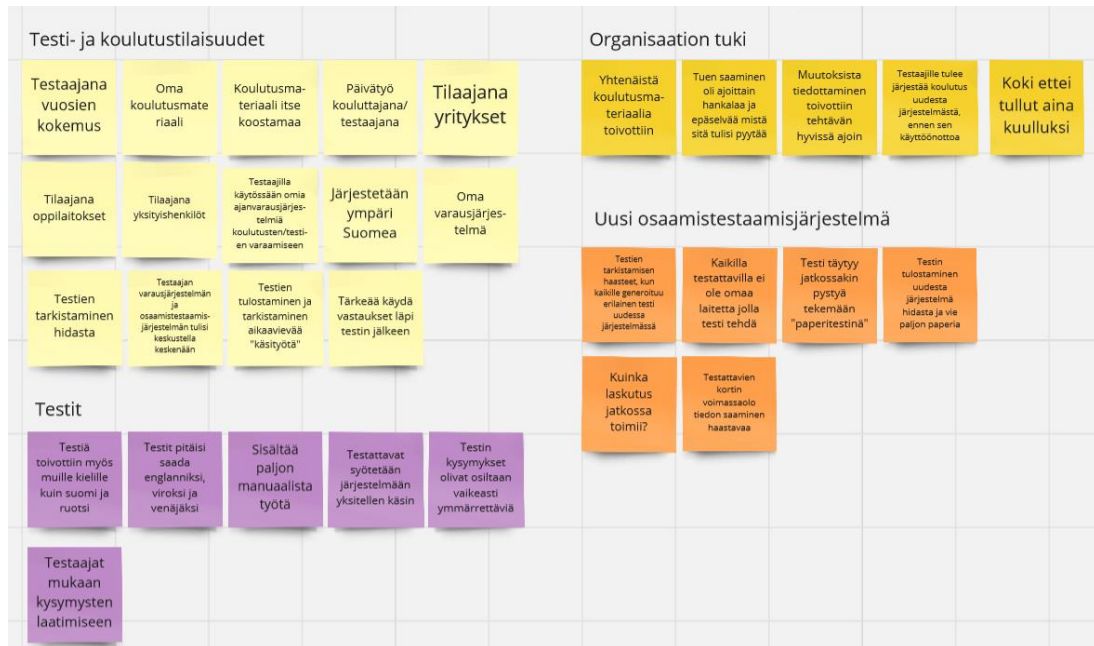 Testi- ja koulutustilaisuudet
Testaajana
vuosien
kokemus
Oma
koulutusmate
riaali
Koulutusma-
teriaali itse
koostamaa
Päivätyö
kouluttajana/
testaajana
Tilaajana
yritykset
Tilaajana
oppilaitokset
Tilaajana
yksityishenkilöt
Testaajilla
käytössään omia
ajanvarausjärjes-
telmiä
koulutusten/testi-
en varaamiseen
Järjestetään
ympäri
Suomea
Oma
varausjärjes-
telmä
Testien
tarkistaminen
hidasta
Testaajan
varausjärjestelmän
ja
osaamistestaamis-
järjestelmän tulisi
keskustella
keskenään
Testien
tulostaminen ja
tarkistaminen
aikaavievää
"käsityötä"
Tärkeää käydä
vastaukset läpi
testin jälkeen
Testit
Testiä
toivottiin myös
muille kielille
kuin suomi ja
ruotsi
Testit pitäisi
saada
englanniksi,
viroksi ja
venäjäksi
Sisältää
paljon
manuaalista
työtä
Testattavat
syötetään
järjestelmään
yksitellen käsin
Testin
kysymykset
olivat osiltaan
vaikeasti
ymmärrettäviä
Testaajat
mukaan
kysymysten
laatimiseen
Organisaation tuki
Yhtenäistä
koulutusma-
teriaalia
toivottiin
Tuen saaminen
oli ajoittain
hankalaa ja
epäselvää mistä
sitä tulisi pyytää
Muutoksista
tiedottaminen
toivottiin
tehtävän
hyvissä ajoin
Testaajille tulee
järjestää koulutus
uudesta
järjestelmästä,
ennen sen
käyttöönottoa
Koki ettei
tullut aina
kuulluksi
Uusi osaamistestaamisjärjestelmä
Testien
tarkistamisen
haasteet, kun
kaikille generoituu
erilainen testi
uudessa
järjestelmässä
Kaikilla
testattavilla ei
ole omaa
laitetta jolla
testi tehdä
Testi täytyy
jatkossakin
pystyä
tekemään
"paperitestinä"
Testin
tulostaminen
uudesta
järjestelmä
hidasta ja vie
paljon paperia
Kuinka
laskutus
jatkossa
toimii?
Testattavien
kortin
voimassaolo
tiedon saaminen
haastavaa